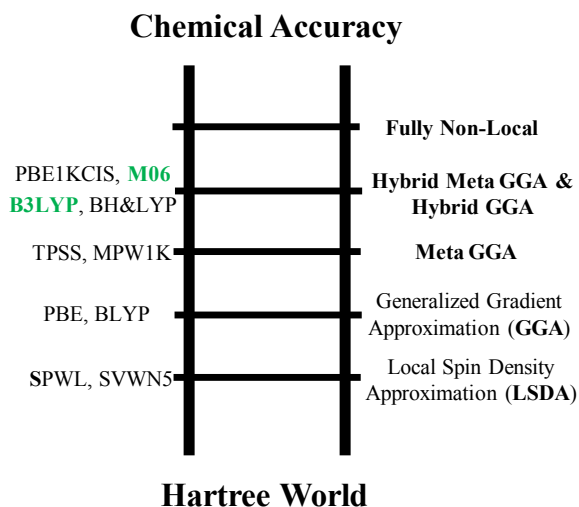 Chemical Accuracy
Fully Non-Local
PBE1KCIS, M06
B3LYP, BH&LYP
Hybrid Meta GGA &
Hybrid GGA
TPSS, MPW1K
Meta GGA
PBE, BLYP
Generalized Gradient
Approximation (GGA)
SPWL, SVWN5
Local Spin Density
Approximation (LSDA)
Hartree World